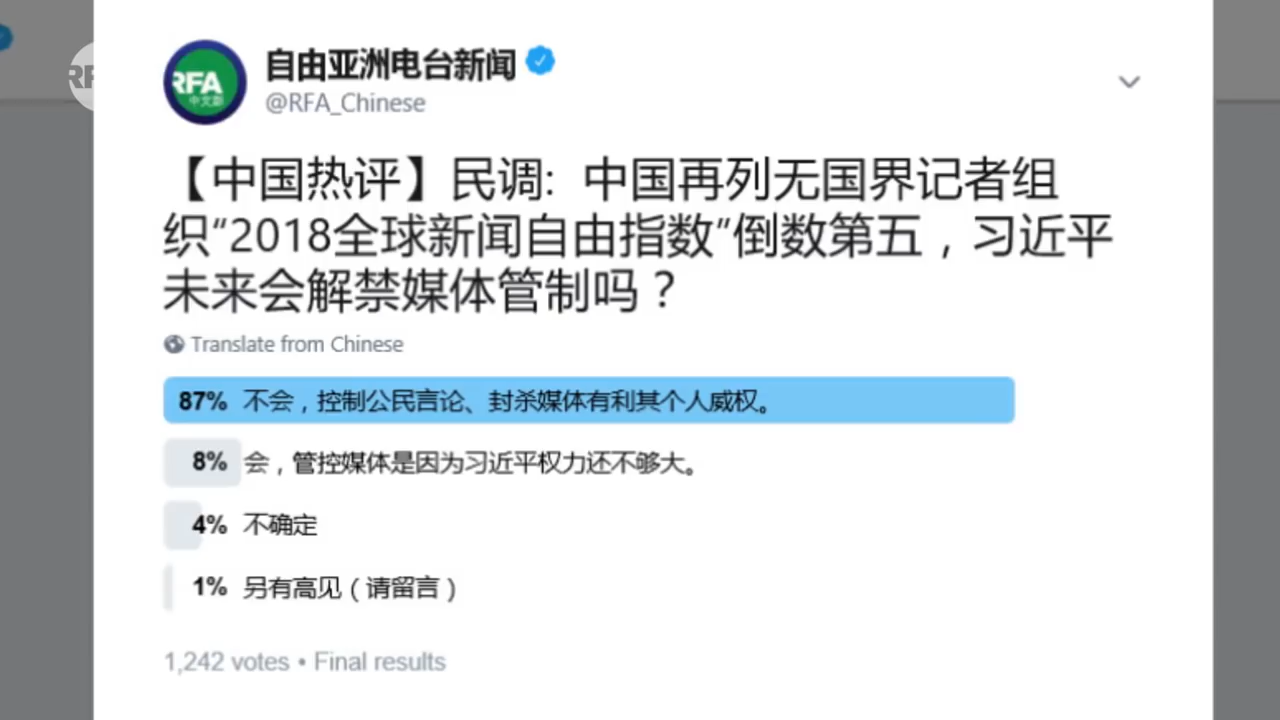 自由亚洲电台新闻
@RFA_Chinese
RFA
中文部
【中国热评】民调: 中国再列无国界记者组
织“2018全球新闻自由指数”倒数第五，习近平
未来会解禁媒体管制吗？
Translate from Chinese
87% 不会，控制公民言论、封杀媒体有利其个人威权。
8% 会，管控媒体是因为习近平权力还不够大。
4% 不确定
1% 另有高见（请留言）
1,242 votes • Final results